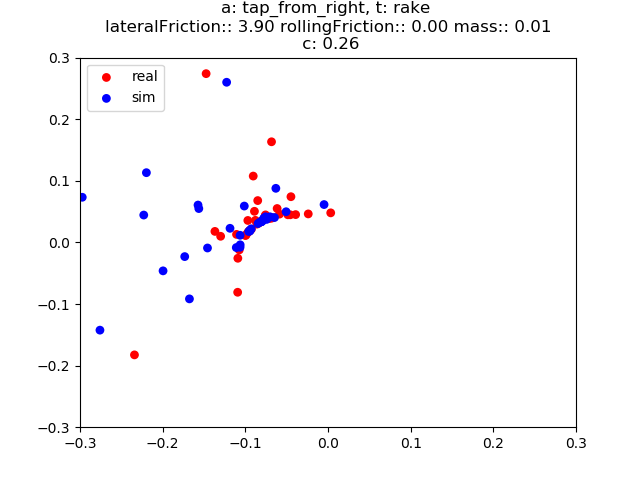 a: tap_from_right, t: rake
lateralFriction:: 3.90 rollingFriction:: 0.00 mass:: 0.01
c: 0.26
real
sim
0.3
0.2
0.1
0.0
−0.1
−0.2
−0.3
−0.3
−0.2
−0.1
0.0
0.1
0.2
0.3